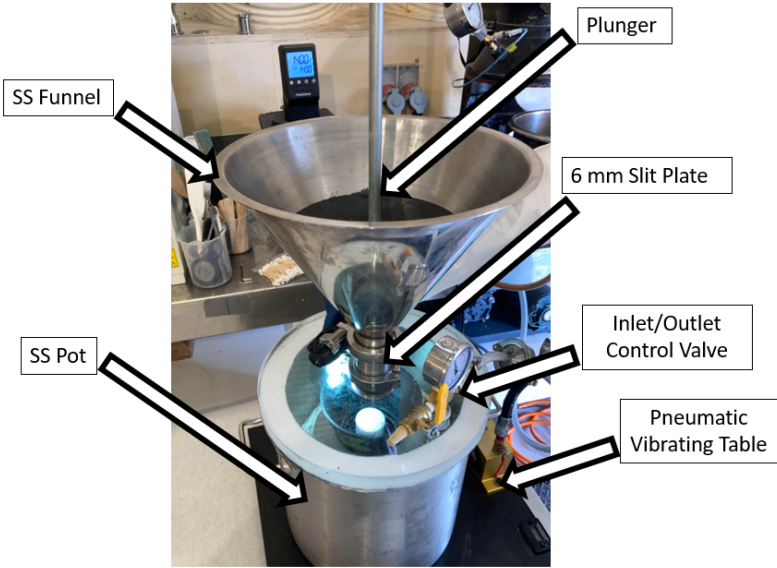 Plunger
SS Funnel
6 mm Slit Plate
Inlet/Outlet
Control Valve
SS Pot
Pneumatic
Vibrating Table